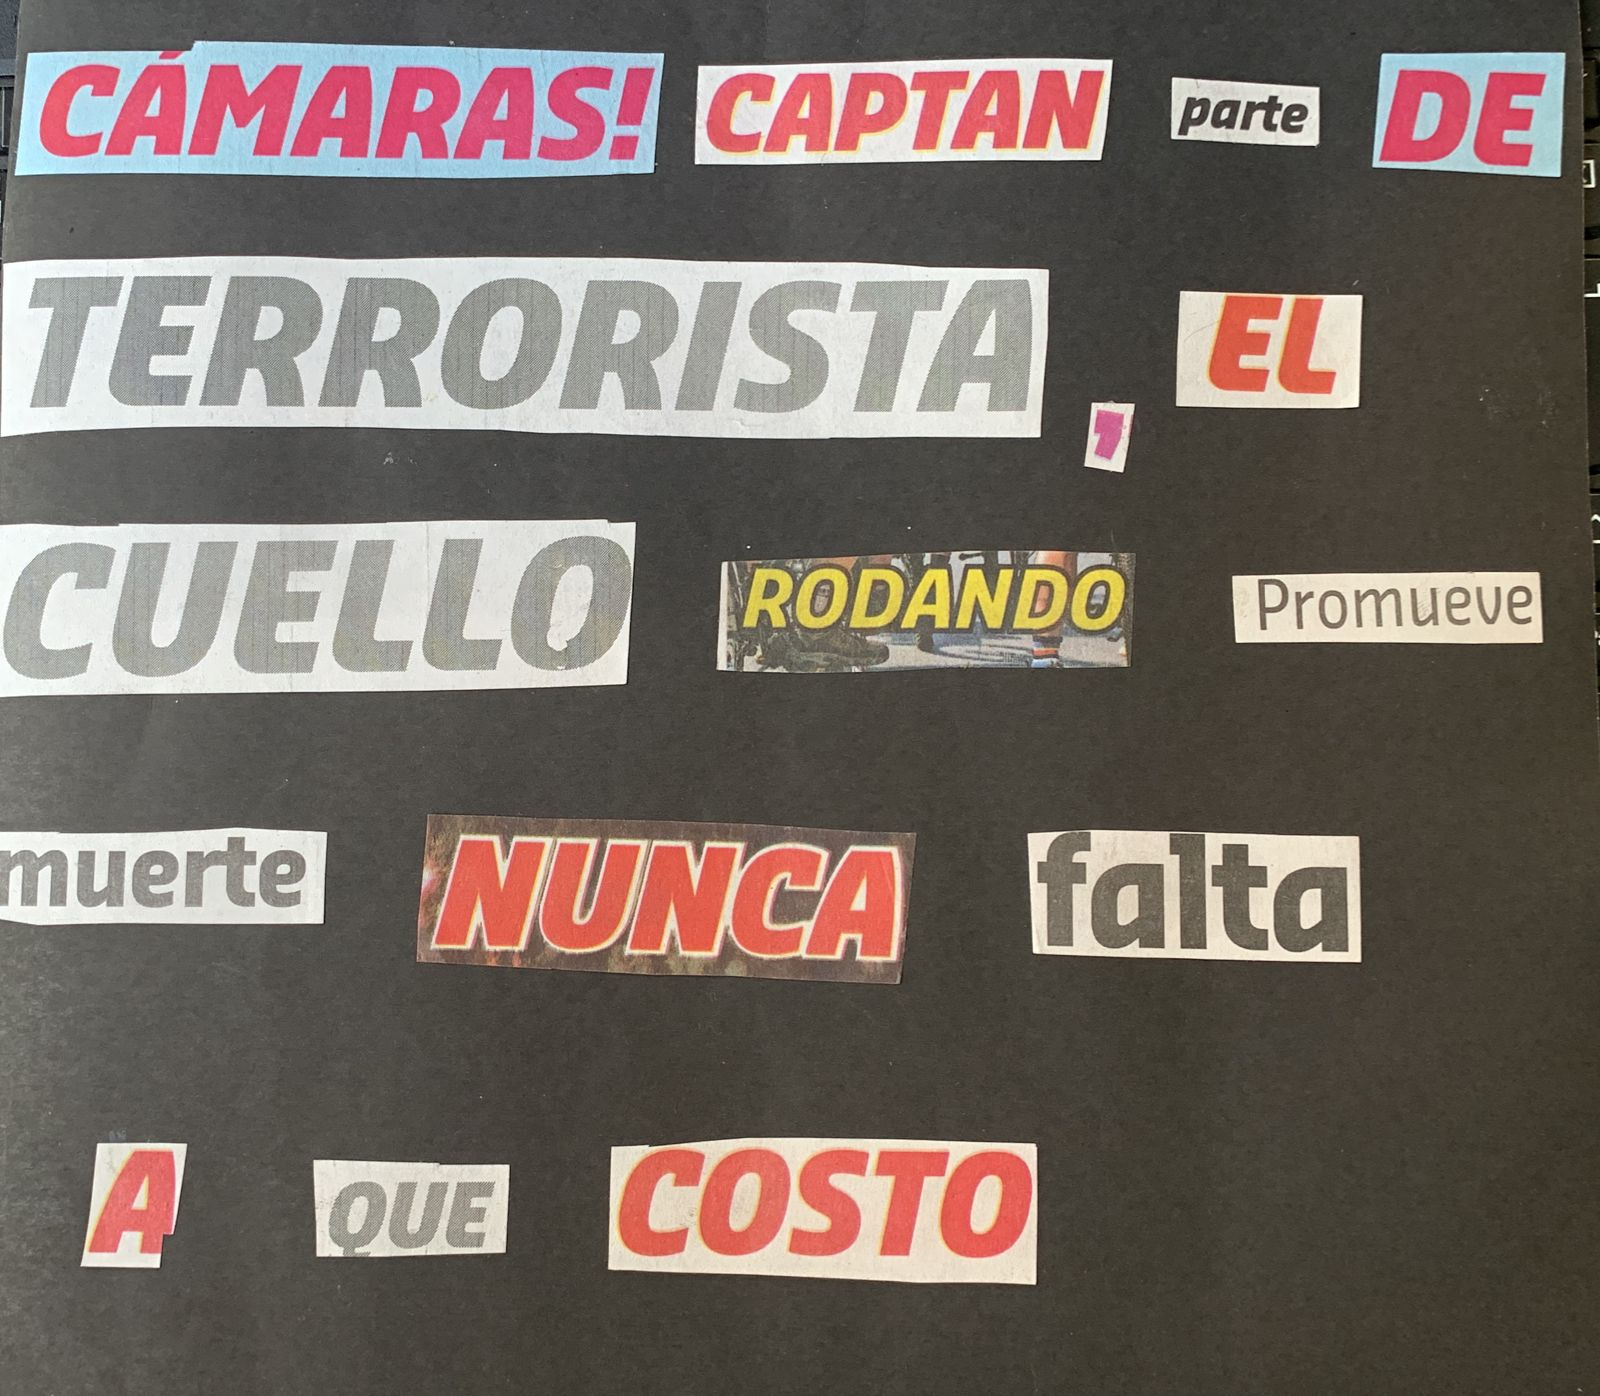 CÁMARAS! CAPTAN parte DE
TERRORISTA, EL
CUELLO RODANDO Promueve
muerte NUNCA falta
A QUE COSTO